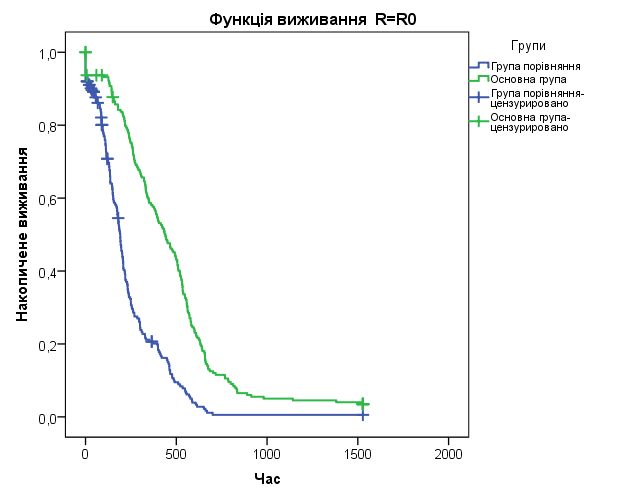 Функція виживання R=R0
Групи
Група порівняння
Основна група
Група порівняння-
цензурировано
Основна група-
цензурировано
Накопичене виживання
1,0
0,8
0,6
0,4
0,2
0,0
0
500
1000
1500
2000
Час